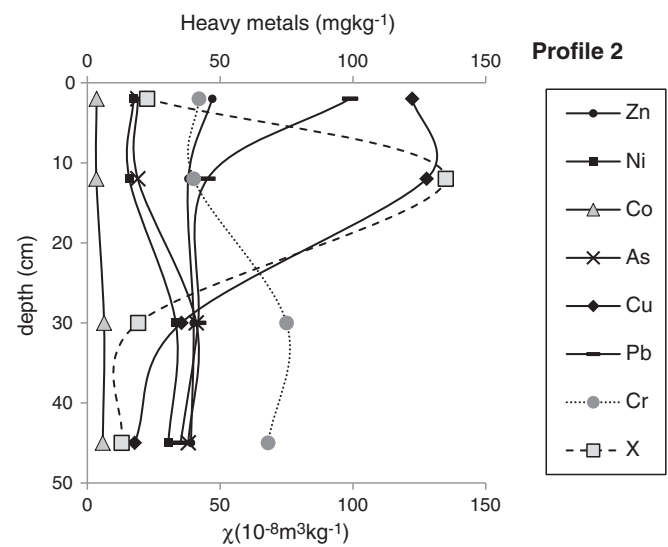 Heavy metals (mgkg-1)
0 50 100 150
Profile 2
0
10
20
30
40
50
depth (cm)
0 50 100 150
χ(10-8m3kg-1)
Zn
Ni
Co
As
Cu
Pb
Cr
X